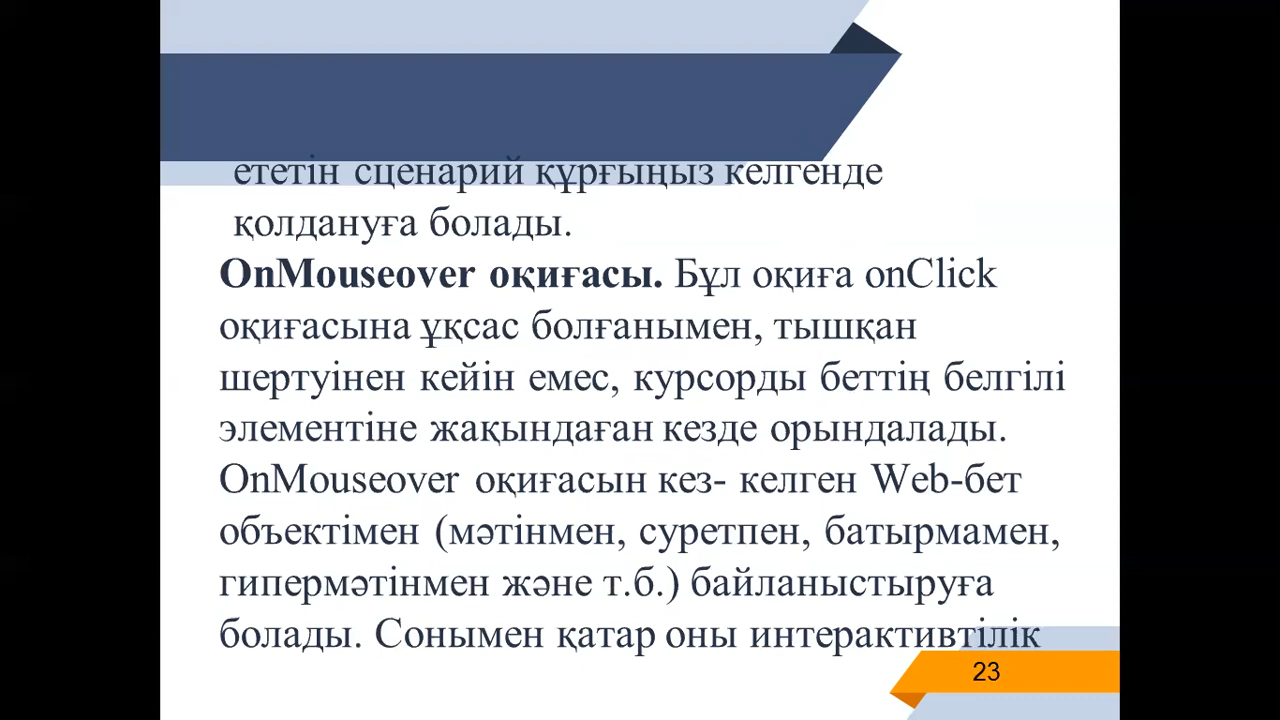 ететін сценарий құрғыңыз келгенде
қолдануға болады.
OnMouseover оқиғасы. Бұл оқиға onClick
оқиғасына ұқсас болғанымен, тышқан
шертуінен кейін емес, курсорды беттің белгілі
элементіне жақындаған кезде орындалады.
OnMouseover оқиғасын кез- келген Web-бет
объектімен (мәтінмен, суретпен, батырмамен,
гипермәтінмен және т.б.) байланыстыруға
болады. Сонымен қатар оны интерактивтілік
23